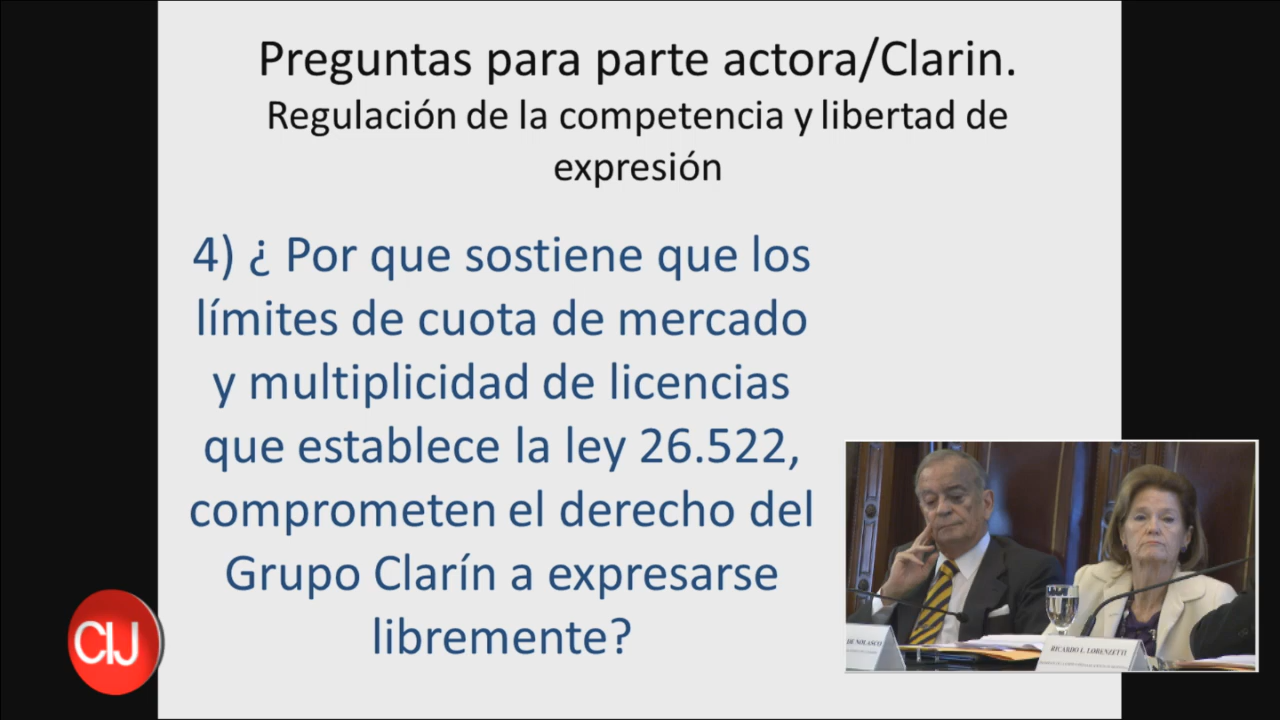 Preguntas para parte actora/Clarin.
Regulación de la competencia y libertad de
expresión
4) ¿ Por que sostiene que los
límites de cuota de mercado
y multiplicidad de licencias
que establece la ley 26.522,
comprometen el derecho del
Grupo Clarín a expresarse
libremente?
CIJ
DE NOLASCO
RICARDO L. LORENZETTI